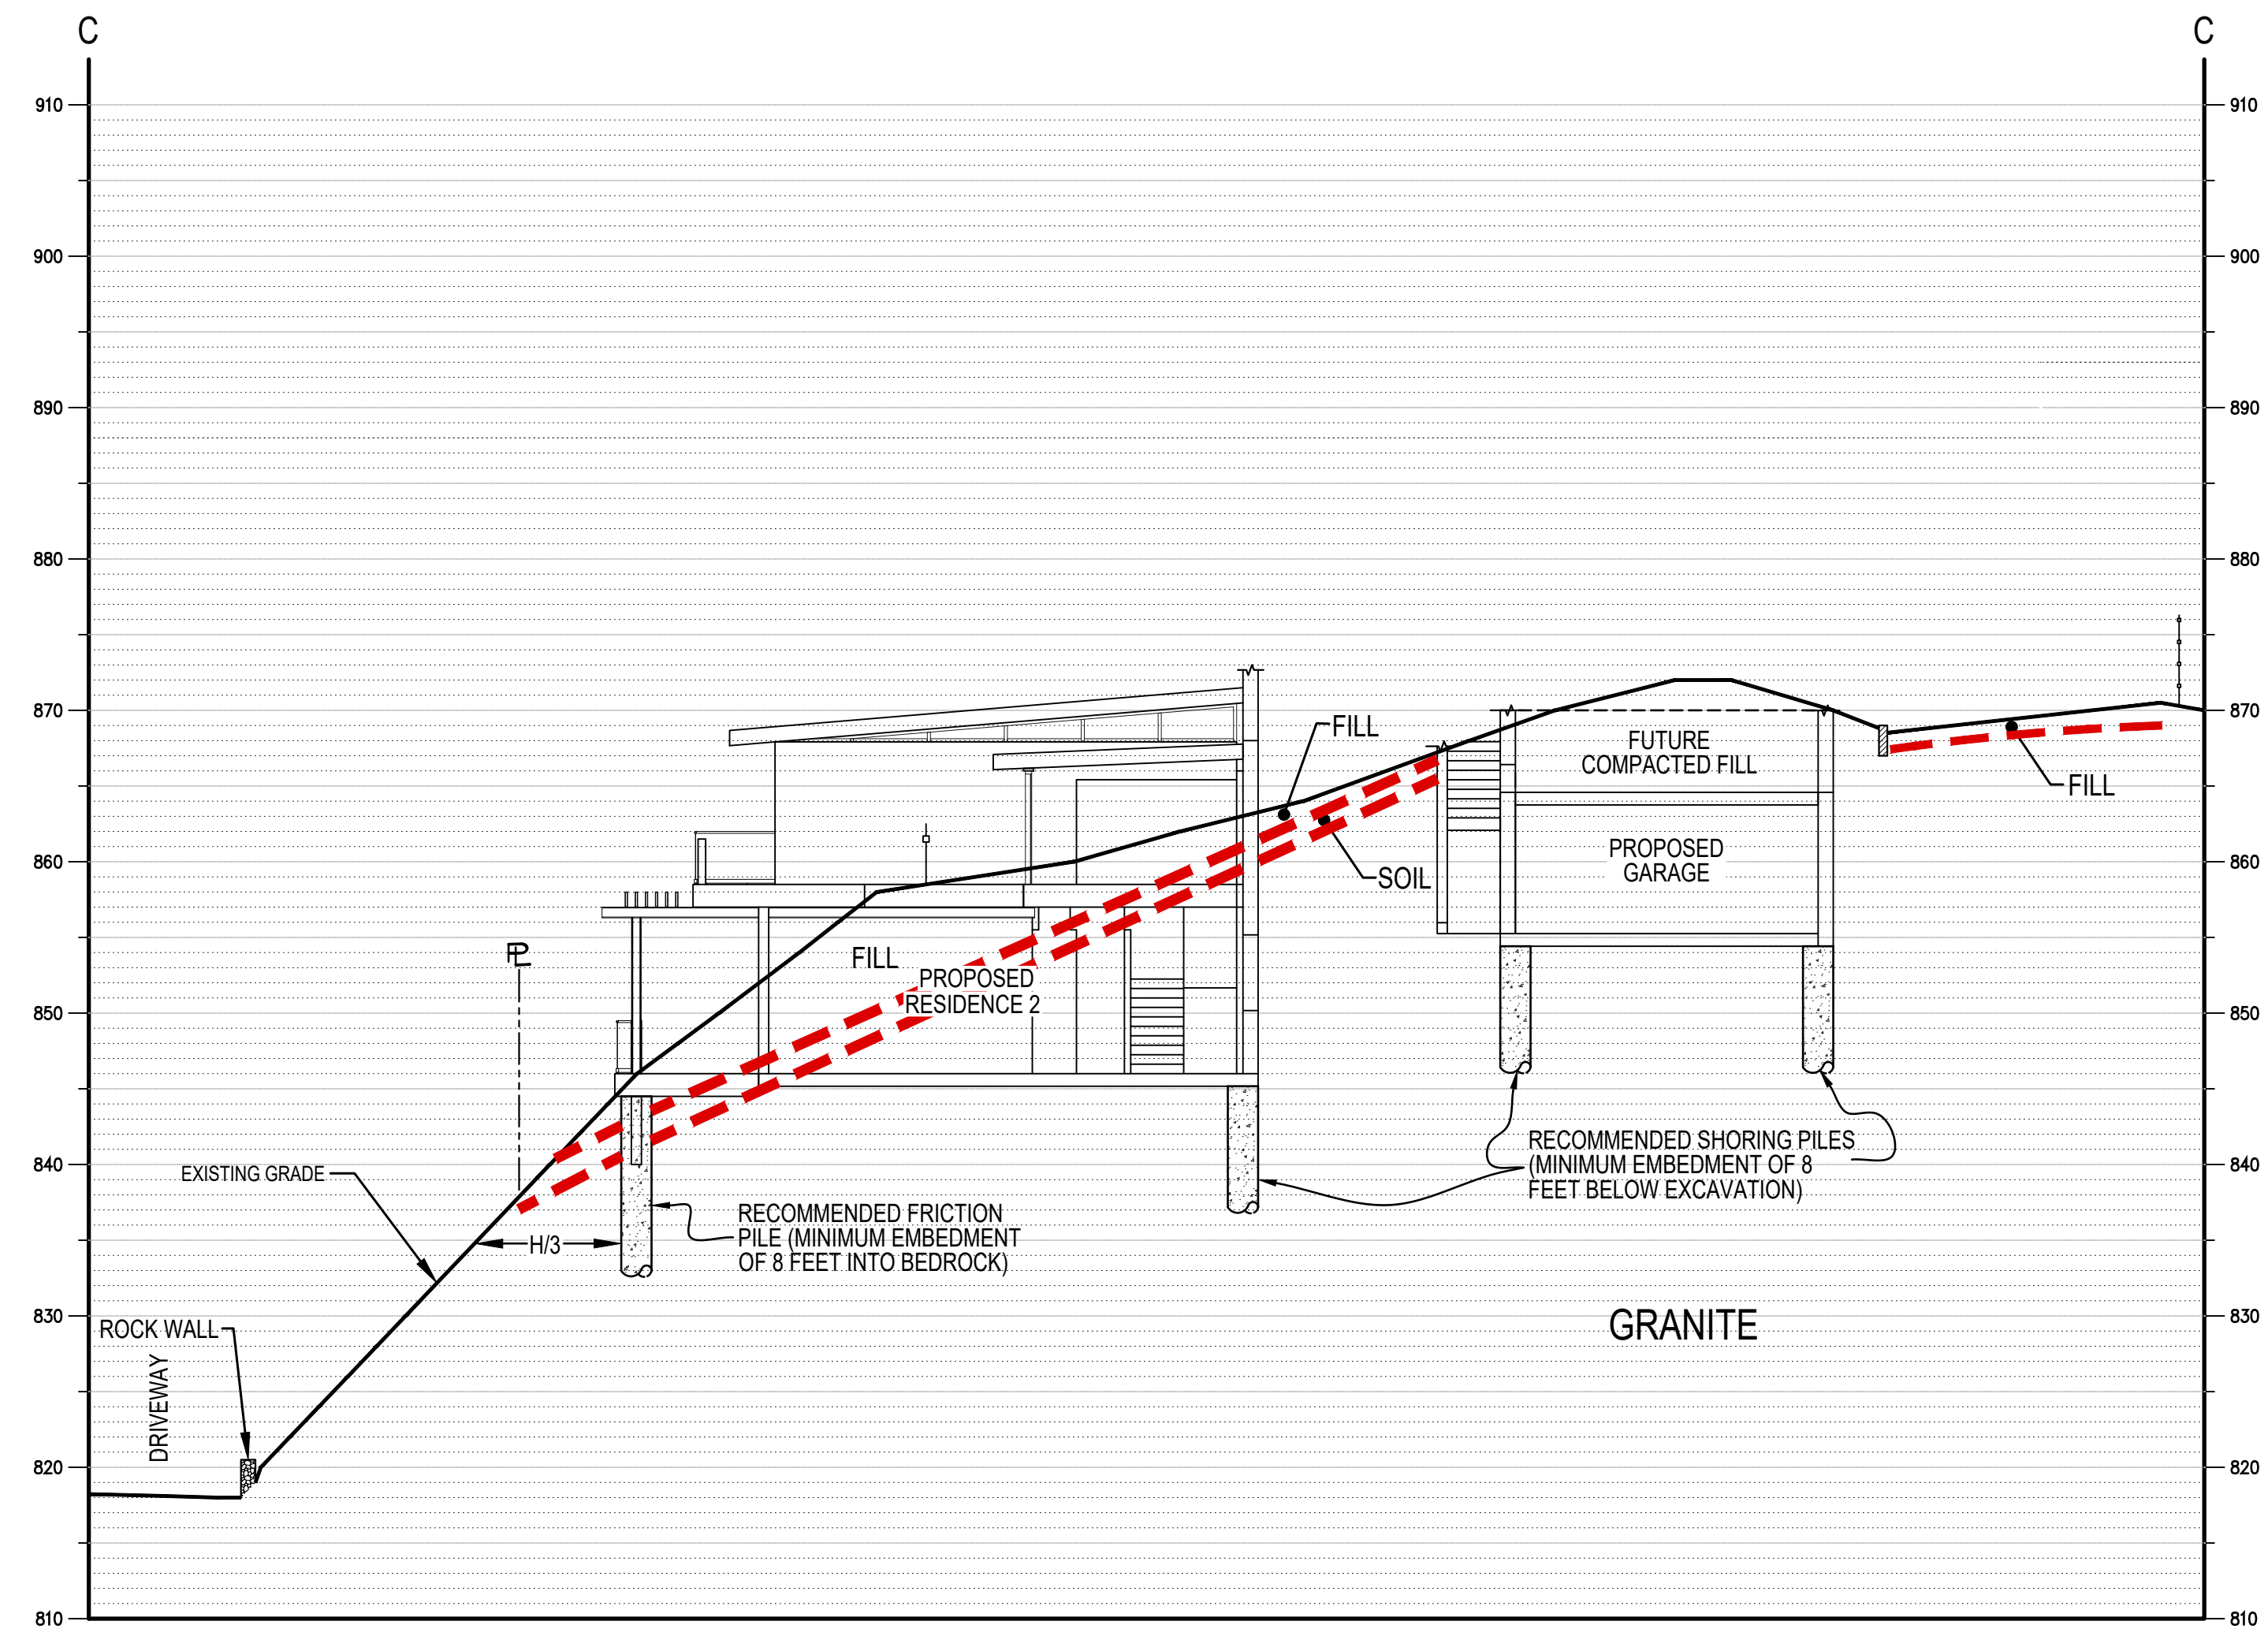 C
C
910
910
900
900
890
890
880
880
870
870
FILL
FUTURE
COMPACTED FILL
FILL
860
860
PROPOSED
GARAGE
SOIL
PL
FILL
PROPOSED
RESIDENCE 2
850
850
840
840
EXISTING GRADE
RECOMMENDED SHORING PILES
(MINIMUM EMBEDMENT OF 8
FEET BELOW EXCAVATION)
RECOMMENDED FRICTION
PILE (MINIMUM EMBEDMENT
OF 8 FEET INTO BEDROCK)
H/3
830
830
ROCK WALL
GRANITE
DRIVEWAY
820
820
810
810